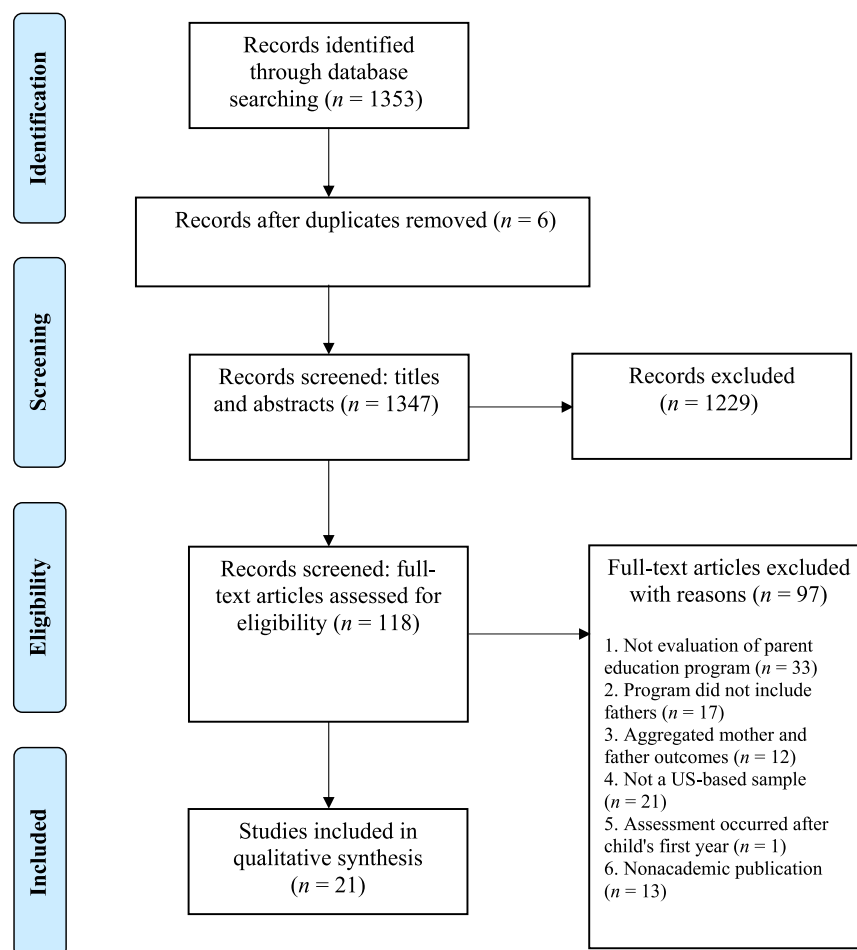 Identification
Records identified
through database
searching (n = 1353)
Records after duplicates removed (n = 6)
Screening
Records screened: titles
and abstracts (n = 1347)
Records excluded
(n = 1229)
Eligibility
Records screened: full-
text articles assessed for
eligibility (n = 118)
Full-text articles excluded
with reasons (n = 97)
1. Not evaluation of parent
education program (n = 33)
2. Program did not include
fathers (n = 17)
3. Aggregated mother and
father outcomes (n = 12)
4. Not a US-based sample
(n = 21)
5. Assessment occurred after
child's first year (n = 1)
6. Nonacademic publication
(n = 13)
Included
Studies included in
qualitative synthesis
(n = 21)